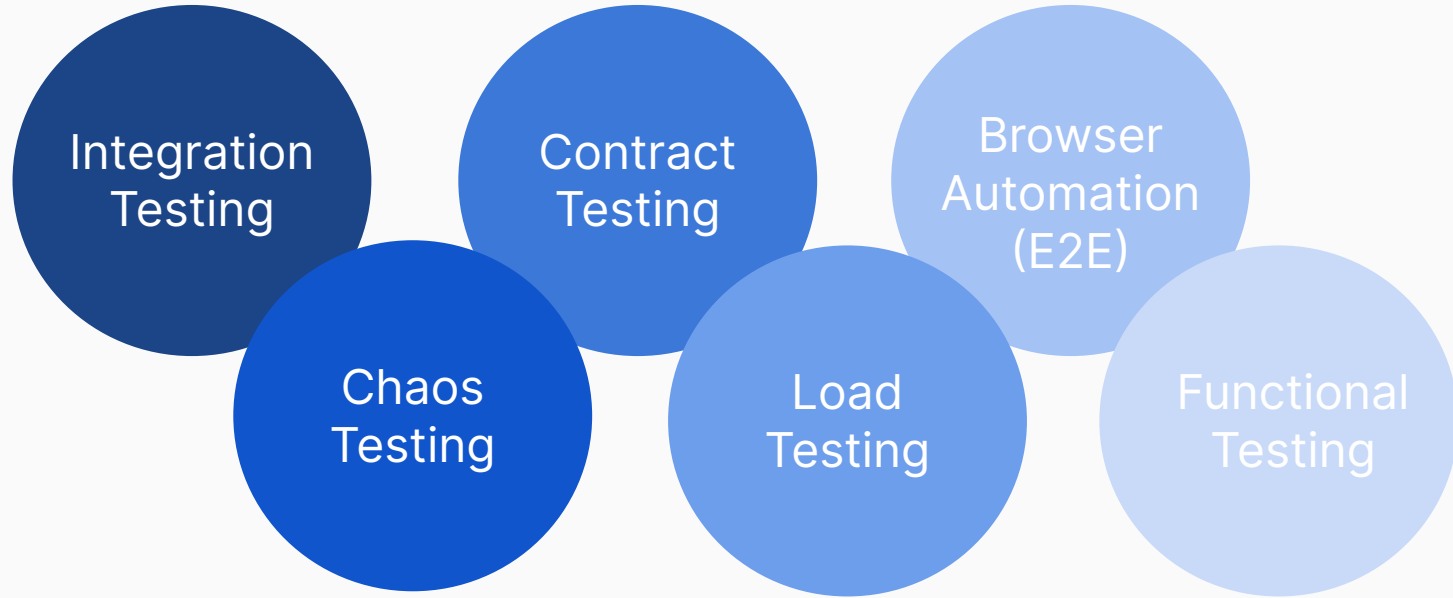 Integration
Testing
Contract
Testing
Browser
Automation
(E2E)
Chaos
Testing
Load
Testing
Functional
Testing